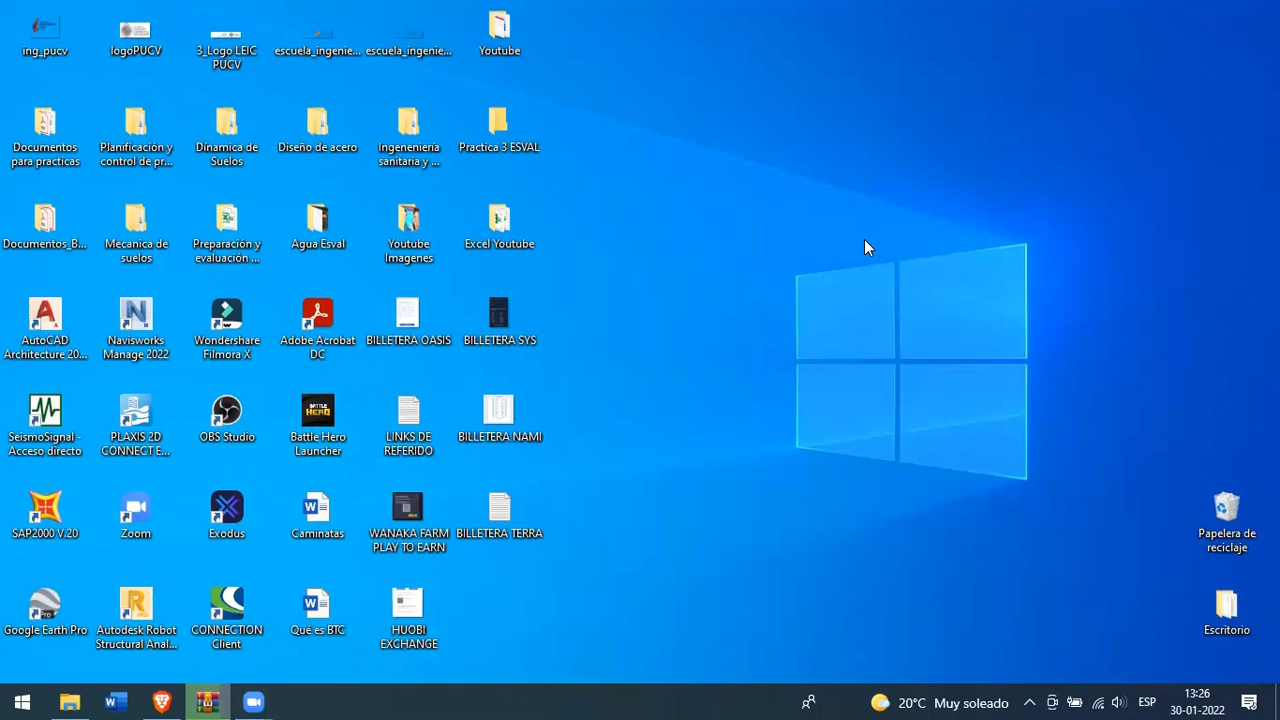 ing_pucv
logoPUCV
3_Logo LEIC
PUCV
escuela_ingenie...
escuela_ingenie...
Youtube
Documentos
para practicas
Planificación y
control de pr...
Dinamica de
Suelos
Diseño de acero
Ingeneniería
sanitaria y ...
Practica 3 ESVAL
Documentos_B...
Mecanica de
suelos
Preparación y
evaluación ...
Agua Esval
Youtube
Imagenes
Excel Youtube
AutoCAD
Architecture 20...
Navisworks
Manage 2022
Wondershare
Filmora X
Adobe Acrobat
DC
BILLETERA OASIS
BILLETERA SYS
SeismoSignal -
Acceso directo
PLAXIS 2D
CONNECT E...
OBS Studio
BATTLE
HERO
Battle Hero
Launcher
LINKS DE
REFERIDO
BILLETERA NAMI
SAP2000 V.20
Zoom
Exodus
Caminatas
WANAKA FARM
PLAY TO EARN
BILLETERA TERRA
Papelera de
reciclaje
Google Earth Pro
Autodesk Robot
Structural Anal...
CONNECTION
Client
Qué es BTC
HUOBI
EXCHANGE
Escritorio
20°C Muy soleado
ESP
13:26
30-01-2022